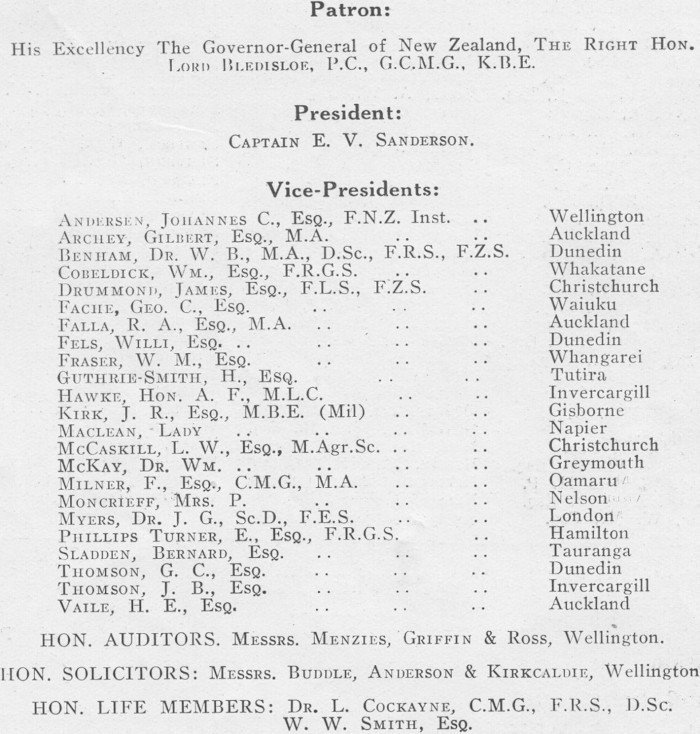 Patron:
His Excellency The Governor-General of New Zealand, The Right Hon.
Lord Bledisloe, P.C., G.C.M.G., K.B.E.
President:
Captain E. V. Sanderson.
Vice-Presidents:
Andersen, Johannes C., Esq., F.N.Z. Inst. .. Wellington
Archey, Gilbert, Esq., M.A. .. .. Auckland
Benham, Dr. W. B., M.A., D.Sc., F.R.S., F.Z.S. Dunedin
Cobeldick, Wm., Esq., F.R.G.S. .. .. Whakatane
Drummond, James, Esq., F.L.S., F.Z.S. .. Christchurch
Fache, Geo. C., Esq. .. .. .. Waiuku
Falla, R. A., Esq., M.A. .. .. .. Auckland
Fels, Willi, Esq. .. .. .. .. Dunedin
Fraser, W. M., Esq. .. .. .. Whangarei
Guthrie-Smith, H., Esq. .. .. Tutira
Hawke, Hon. A. F., M.L.C. .. .. Invercargill
Kirk, J. R., Esq., M.B.E. (Mil) .. .. Gisborne
Maclean, Lady .. .. .. .. Napier
McCaskill, L. W., Esq., M.Agr.Sc. .. .. Christchurch
McKay, Dr. Wm. .. .. .. .. Greymouth
Milner, F., Esq., C.M.G., M.A. .. .. Oamaru
Moncrieff, Mrs. P. .. .. .. Nelson
Myers, Dr. J. G., Sc.D., F.E.S. .. .. London
Phillips Turner, E., Esq., F.R.G.S. .. Hamilton
Sladden, Bernard, Esq. .. .. .. Tauranga
Thomson, G. C., Esq. .. .. .. Dunedin
Thomson, J. B., Esq. .. .. .. Invercargill
Vaile, H. E., Esq. .. .. .. Auckland
HON. AUDITORS. Messrs. Menzies, Griffin & Ross, Wellington.
HON. SOLICITORS: Messrs. Buddle, Anderson & Kirkcaldie, Wellington
HON. LIFE MEMBERS: Dr. L. Cockayne, C.M.G., F.R.S., D.Sc.
W. W. Smith, Esq.